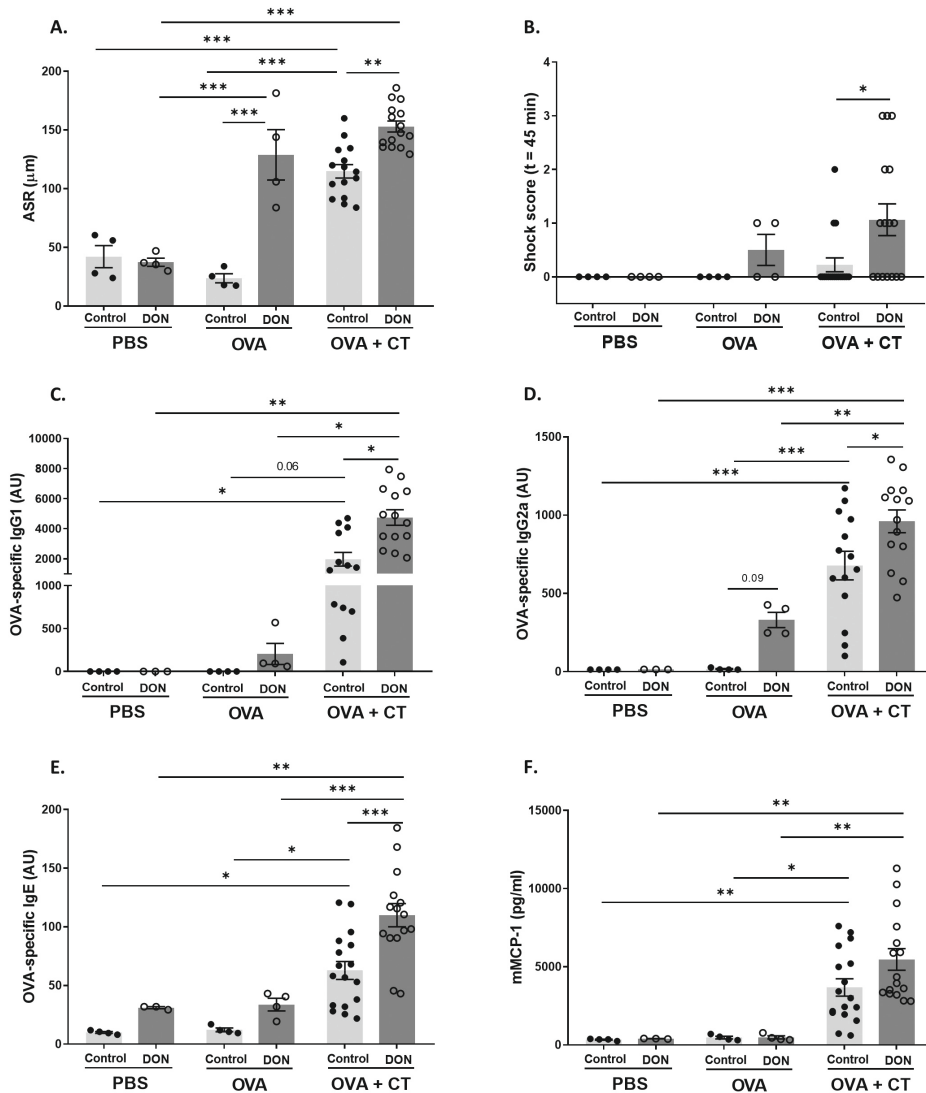 A.
***
***
***
**
***
***
ASR (μm)
200
150
100
50
0
Control DON Control DON Control DON
PBS OVA OVA + CT
B.
*
Shock score (t = 45 min)
4
3
2
1
0
Control DON Control DON Control DON
PBS OVA OVA + CT
C.
**
*
0.06
*
*
OVA-specific IgG1 (AU)
10000
8000
6000
4000
2000
1000
500
0
Control DON Control DON Control DON
PBS OVA OVA + CT
D.
***
**
***
*
***
0.09
OVA-specific IgG2a (AU)
1500
1000
500
0
Control DON Control DON Control DON
PBS OVA OVA + CT
E.
**
***
***
*
*
OVA-specific IgE (AU)
200
150
100
50
0
Control DON Control DON Control DON
PBS OVA OVA + CT
F.
**
**
*
**
mMCP-1 (pg/ml)
15000
10000
5000
0
Control DON Control DON Control DON
PBS OVA OVA + CT